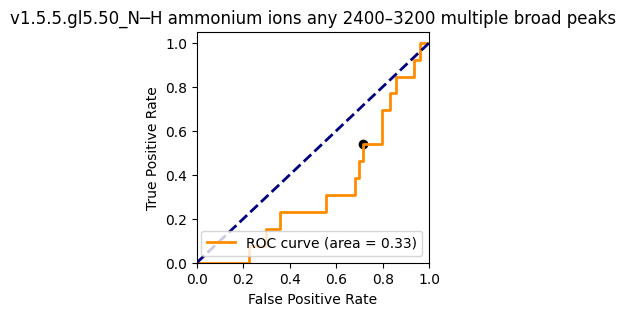 v1.5.5.gl5.50_N─H ammonium ions any 2400–3200 multiple broad peaks
1.0
0.8
0.6
0.4
0.2
0.0
True Positive Rate
ROC curve (area = 0.33)
0.0 0.2 0.4 0.6 0.8 1.0
False Positive Rate